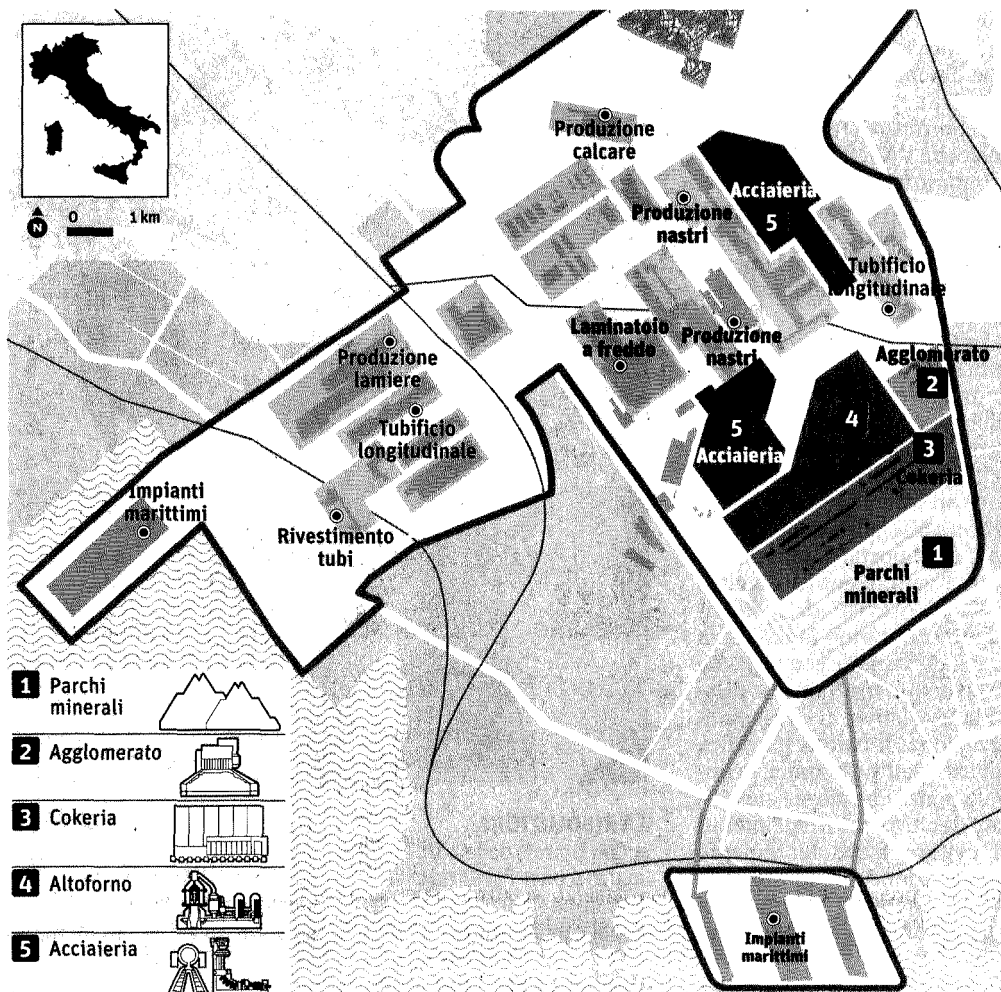 N
0 1 km
Produzione
calcare
Acciaieria
5
Produzione
nastri
Tubificio
longitudinale
Laminatoio
a freddo
Produzione
nastri
Agglomerato
2
Produzione
lamiere
4
Tubificio
longitudinale
5
Acciaieria
3
Cokeria
Impianti
marittimi
Rivestimento
tubi
1
Parchi
minerali
1 Parchi
minerali
2 Agglomerato
3 Cokeria
4 Altoforno
5 Acciaieria
Impianti
marittimi